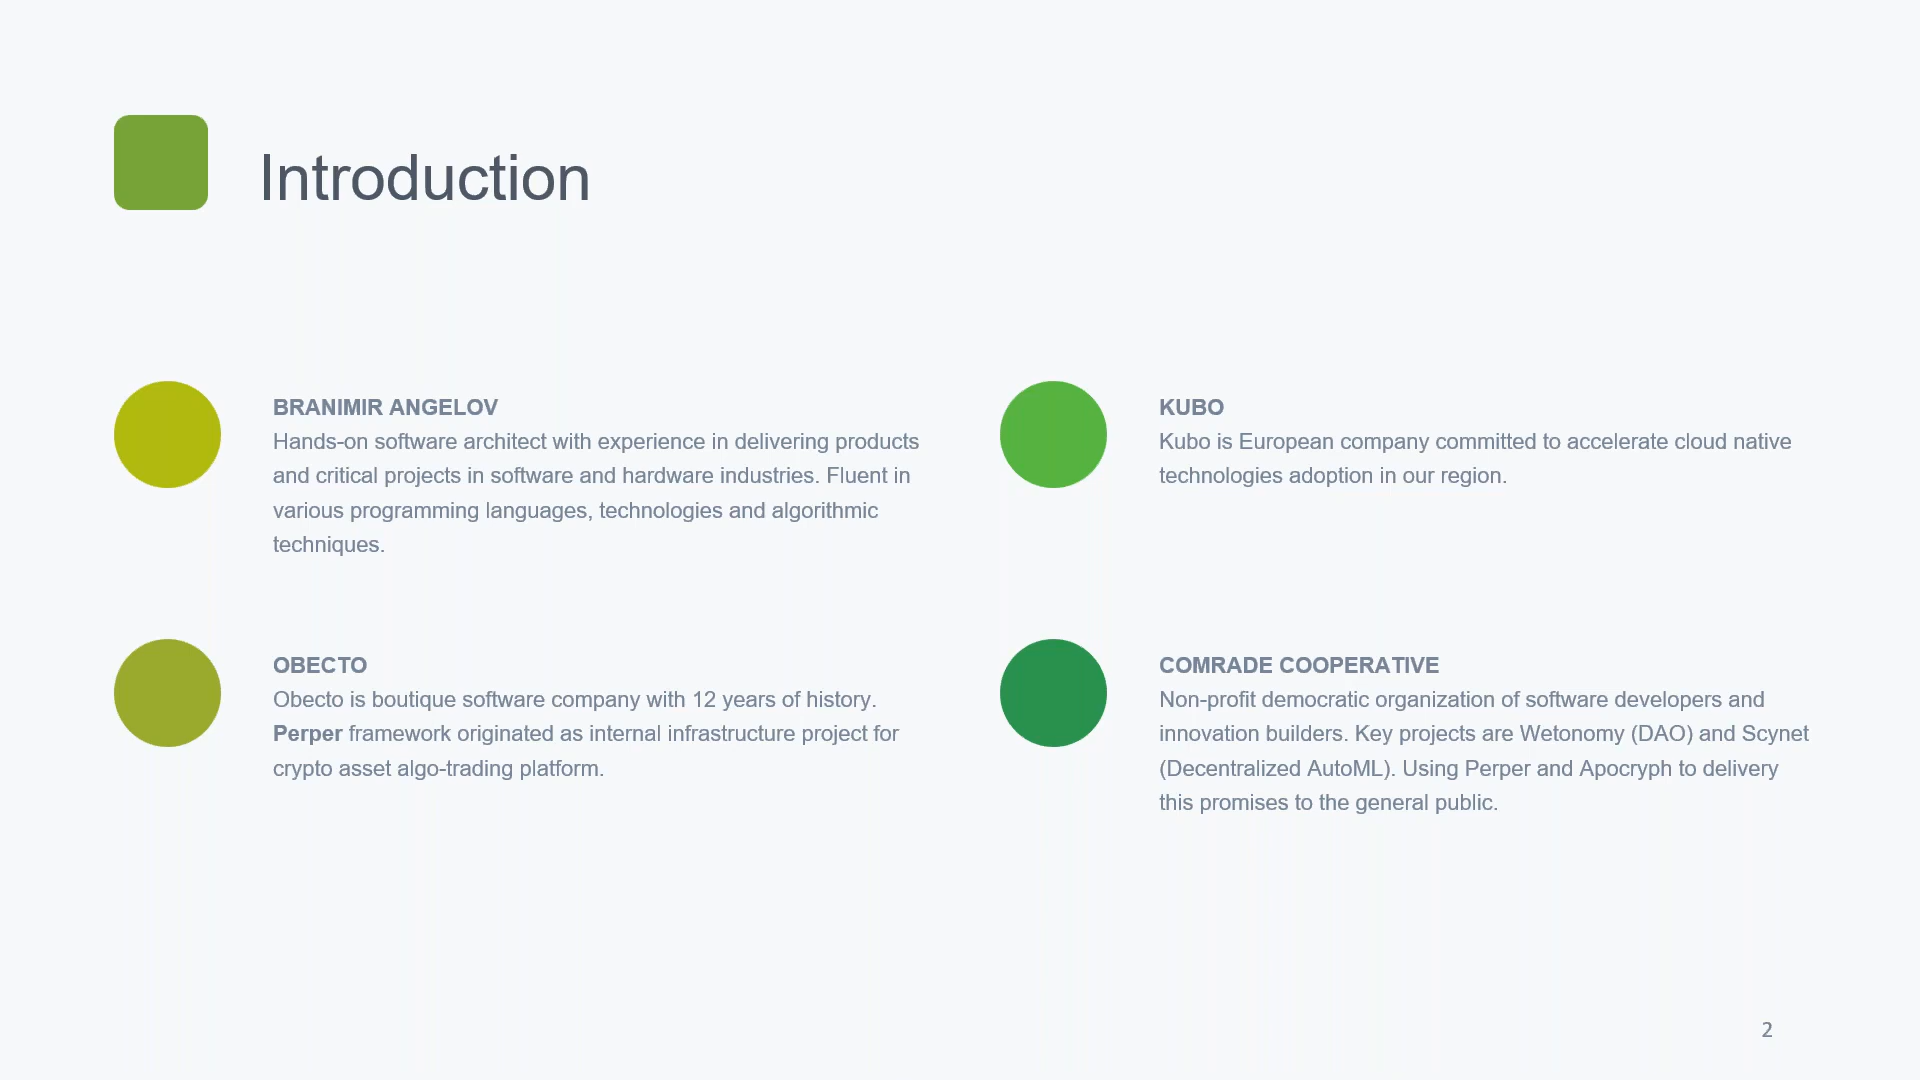 Introduction
BRANIMIR ANGELOV
Hands-on software architect with experience in delivering products
and critical projects in software and hardware industries. Fluent in
various programming languages, technologies and algorithmic
techniques.
KUBO
Kubo is European company committed to accelerate cloud native
technologies adoption in our region.
OBECTO
Obecto is boutique software company with 12 years of history.
Perper framework originated as internal infrastructure project for
crypto asset algo-trading platform.
COMRADE COOPERATIVE
Non-profit democratic organization of software developers and
innovation builders. Key projects are Wetonomy (DAO) and Scynet
(Decentralized AutoML). Using Perper and Apocryph to delivery
this promises to the general public.
2